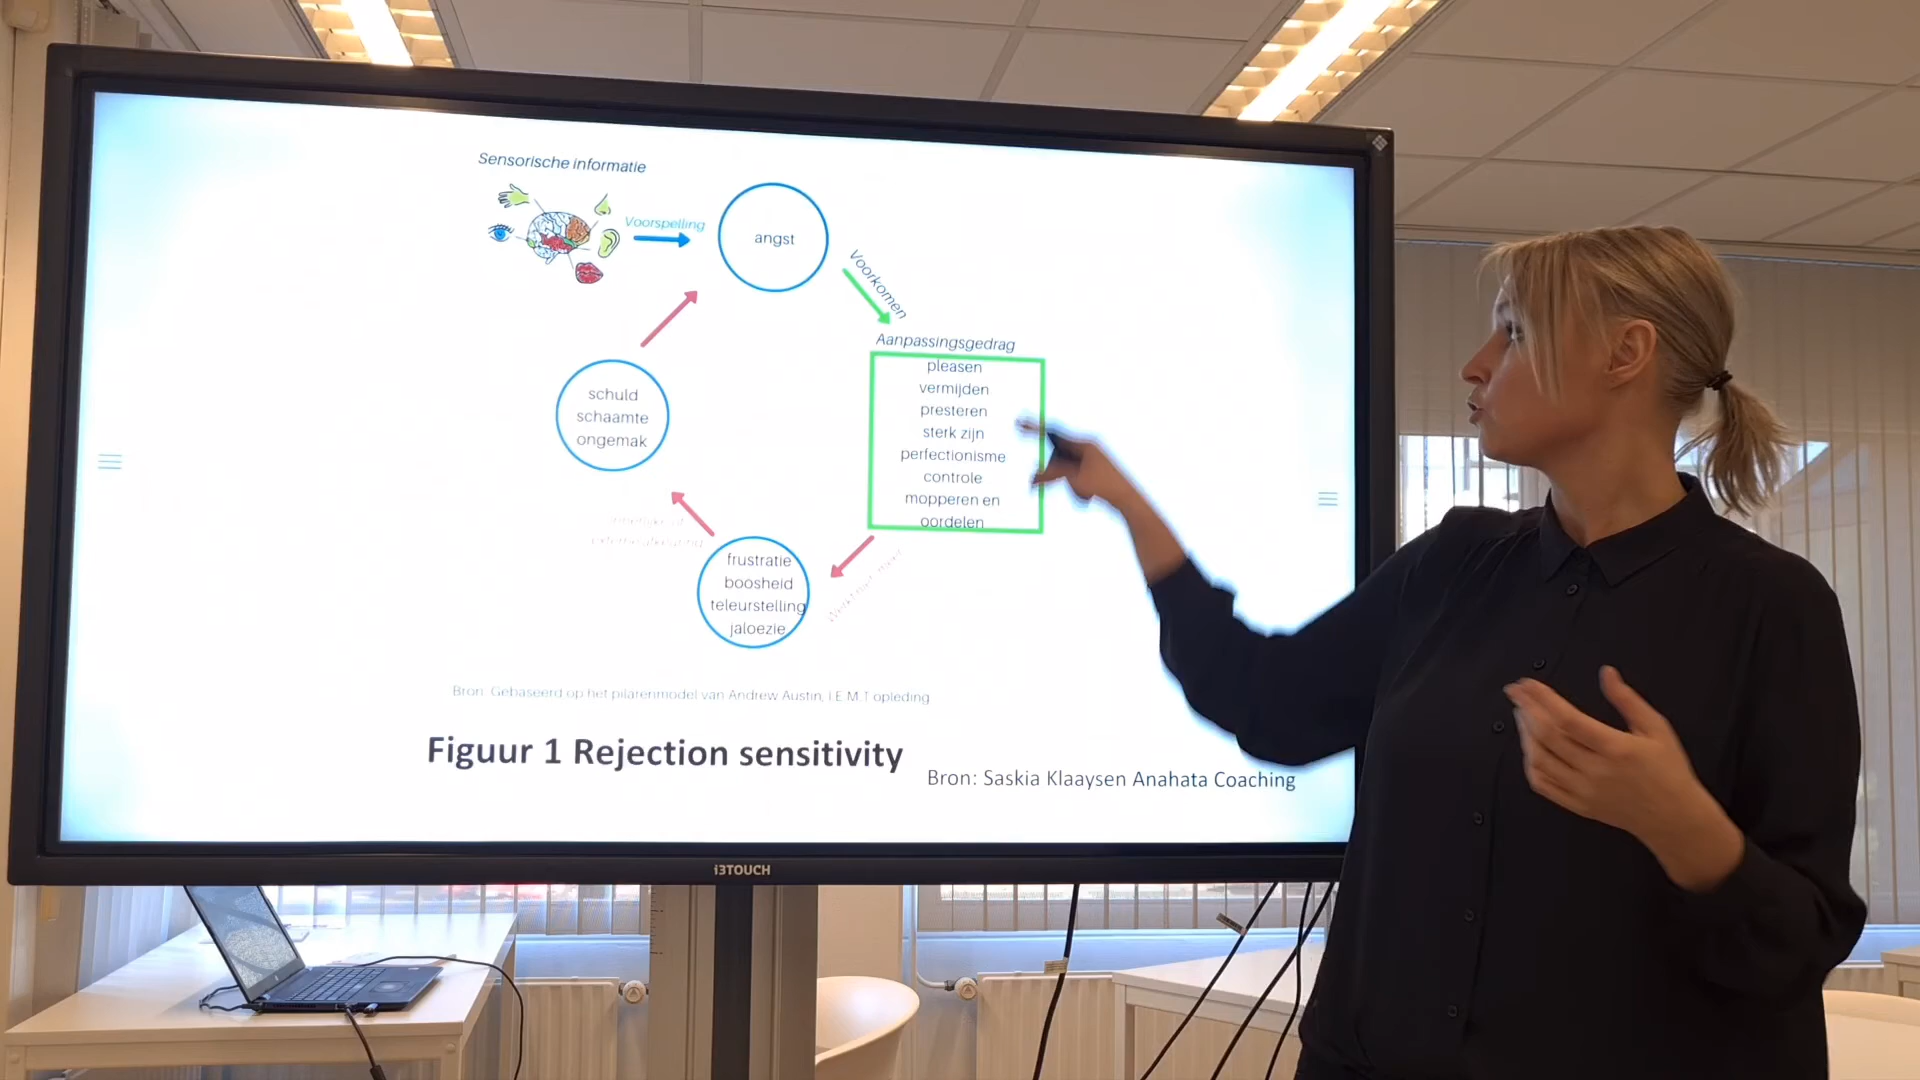 Sensorische informatie
Voorspelling
angst
Voorkomen
Aanpassingsgedrag
pleasen
vermijden
presteren
sterk zijn
perfectionisme
controle
mopperen en
oordelen
schuld
schaamte
ongemak
frustratie
boosheid
teleurstelling
jaloezie
Bron: Gebaseerd op het pilarenmodel van Andrew Austin, I.E.M.T opleding
Figuur 1 Rejection sensitivity
Bron: Saskia Klaaysen Anahata Coaching
i3TOUCH